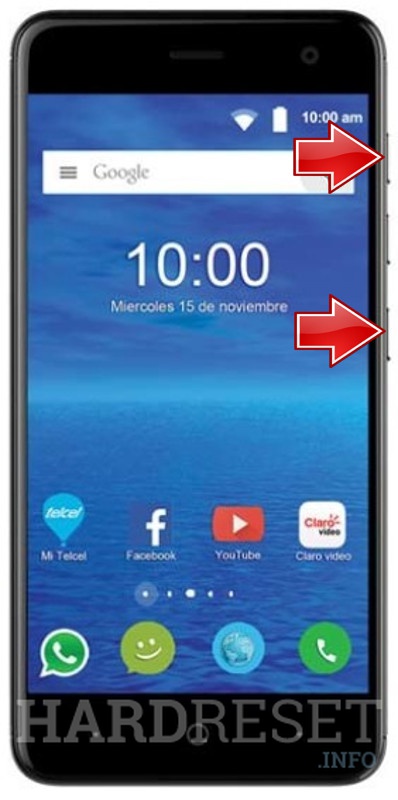 10:00 am
Google
10:00
Miercoles 15 de noviembre
telcel
Claro
video
Mi Telcel
Facebook
YouTube
Claro video
HARDRESET
.INFO